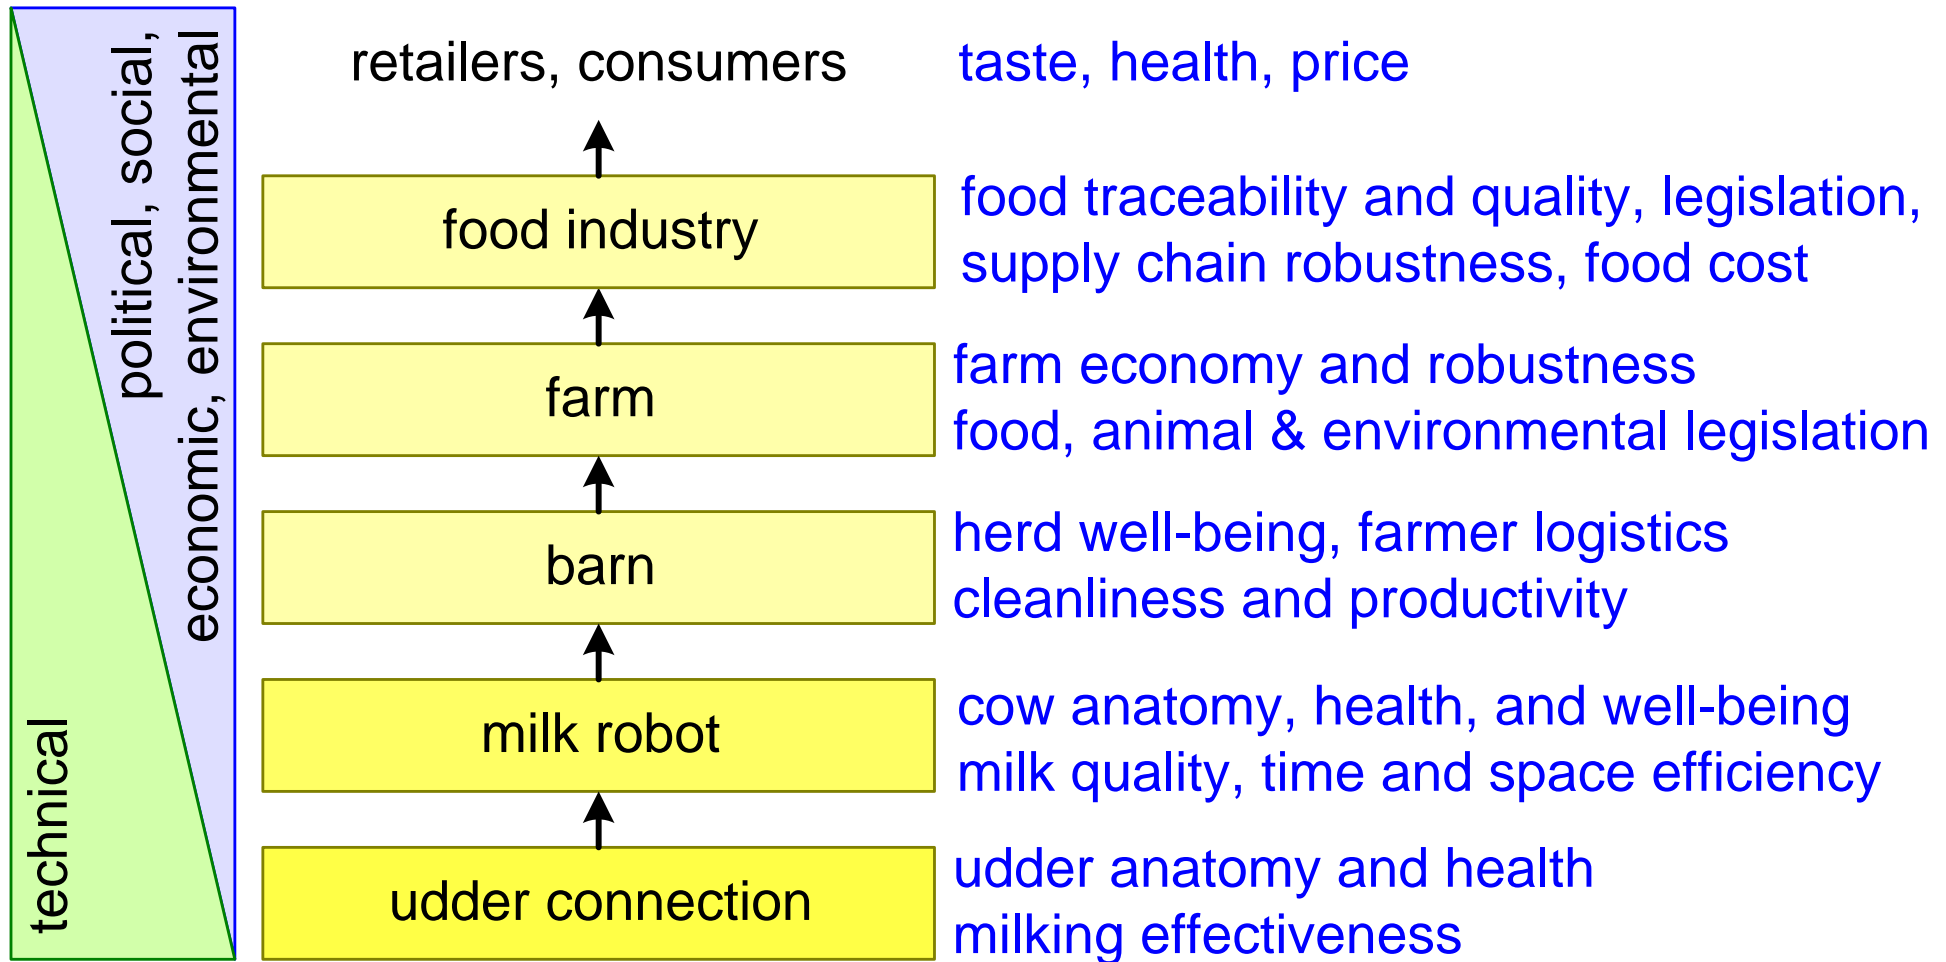 political, social,
economic, environmental
technical
retailers, consumers
taste, health, price
food industry
food traceability and quality, legislation,
supply chain robustness, food cost
farm
farm economy and robustness
food, animal & environmental legislation
barn
herd well-being, farmer logistics
cleanliness and productivity
milk robot
cow anatomy, health, and well-being
milk quality, time and space efficiency
udder connection
udder anatomy and health
milking effectiveness